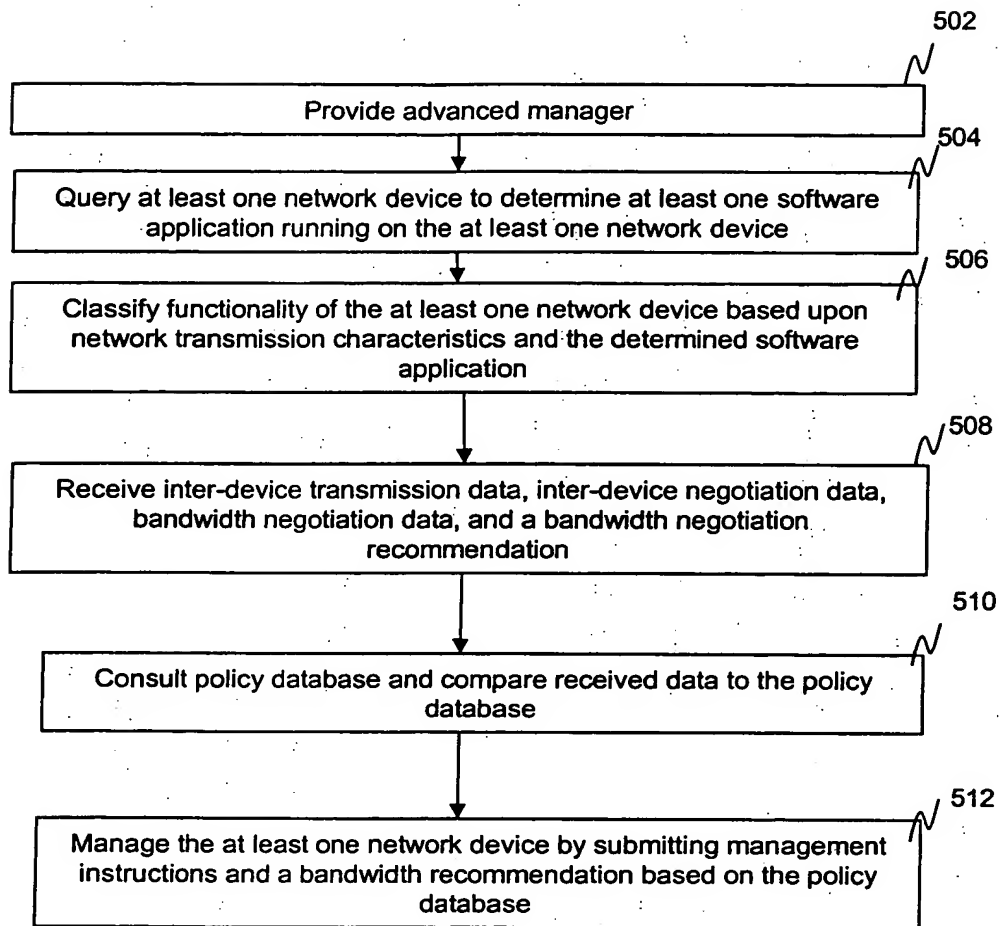 502
Provide advanced manager
504
Query at least one network device to determine at least one software
application running on the at least one network device
506
Classify functionality of the at least one network device based upon
network transmission characteristics and the determined software
application
508
Receive inter-device transmission data, inter-device negotiation data,
bandwidth negotiation data, and a bandwidth negotiation
recommendation
510
Consult policy database and compare received data to the policy
database
512
Manage the at least one network device by submitting management
instructions and a bandwidth recommendation based on the policy
database